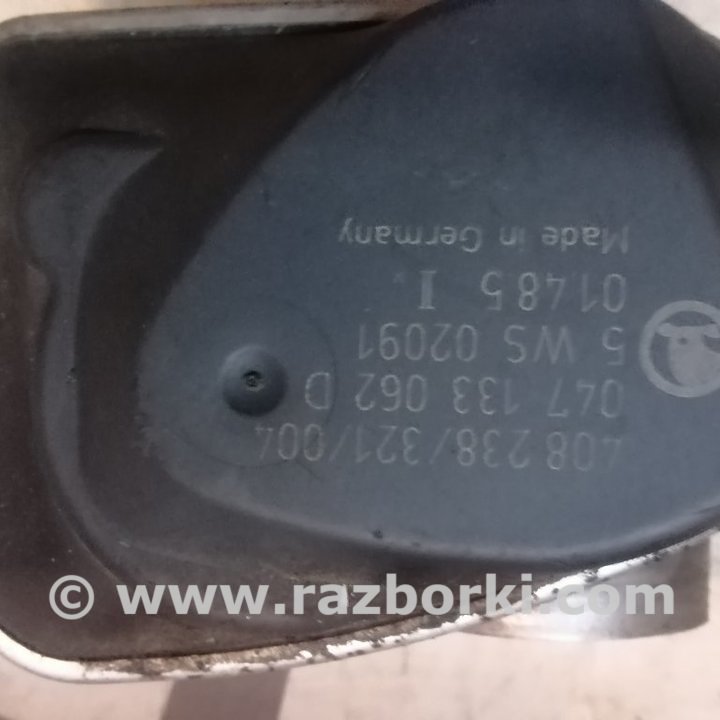 408 238/321/004
047 133 062 D
5 WS 02091
01485 I.
Made in Germany
© www.razborki.com